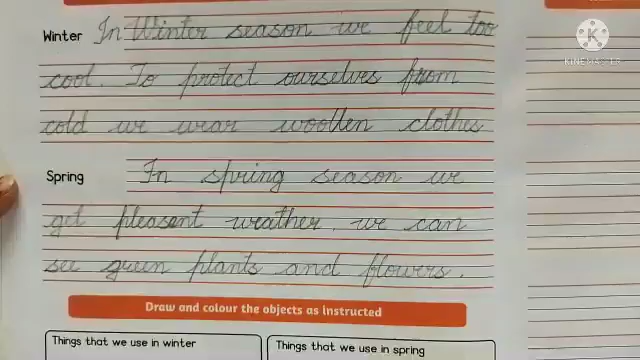 Winter In Winter season we feel too
cool. To protect ourselves from
cold we wear woollen clothes
Spring In spring season we
get pleasent weather, we can
see green plants and flowers.
Draw and colour the objects as instructed
Things that we use in winter
Things that we use in spring
K
KINEMASTER